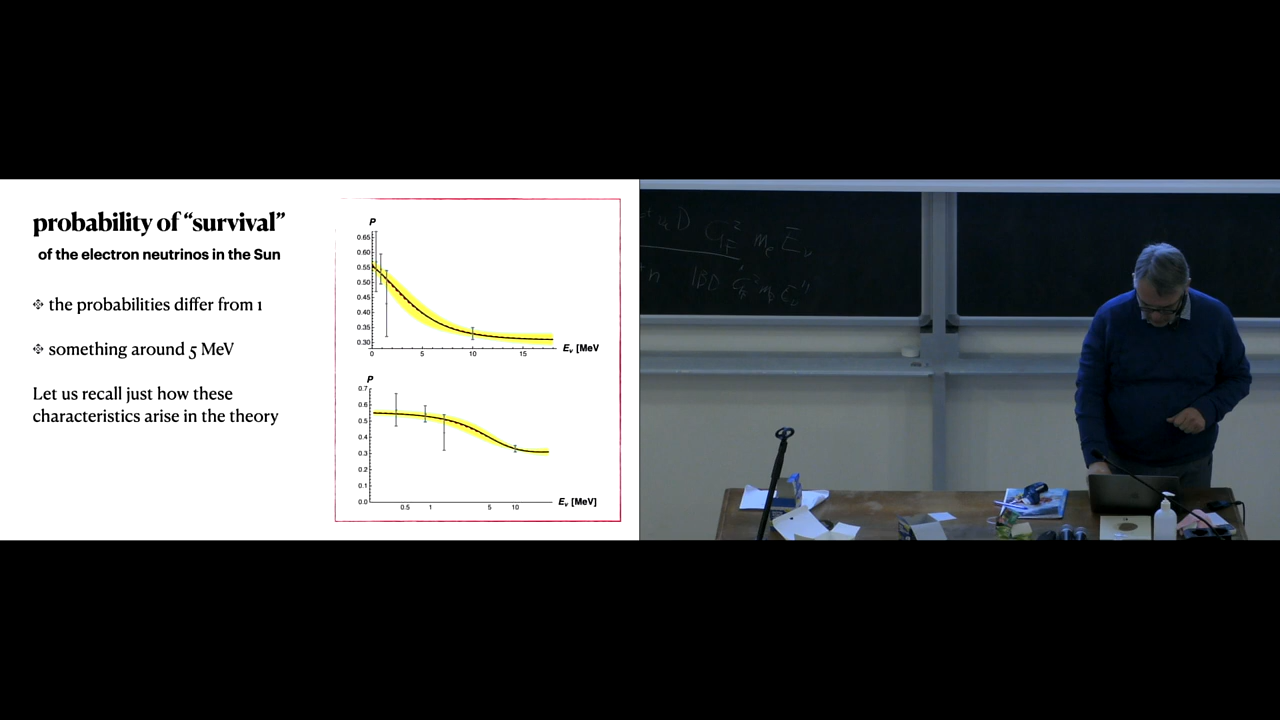 probability of “survival”
of the electron neutrinos in the Sun
❖ the probabilities differ from 1
❖ something around 5 MeV
Let us recall just how these
characteristics arise in the theory
P
0.65
0.60
0.55
0.50
0.45
0.40
0.35
0.30
0 5 10 15
Eν [MeV
P
0.7
0.6
0.5
0.4
0.3
0.2
0.1
0.0
0.5 1 5 10
Eν [MeV]